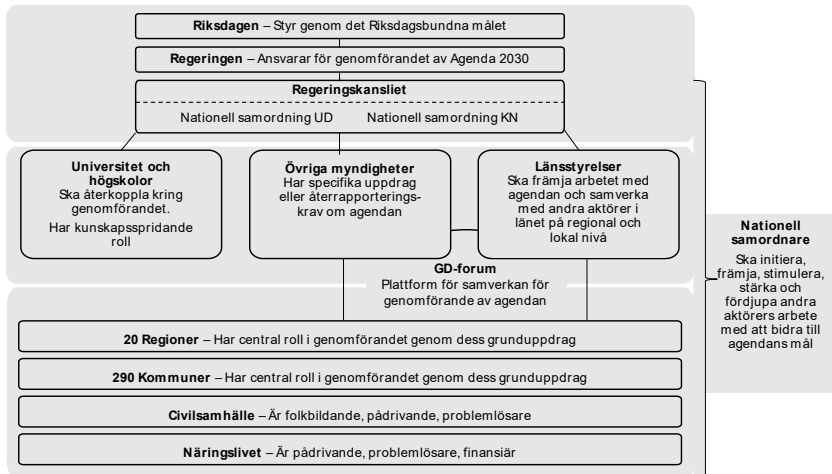 Riksdagen – Styr genom det Riksdagsbundna målet
Regeringen – Ansvarar för genomförandet av Agenda 2030
Regeringskansliet
Nationell samordning UD
Nationell samordning KN
Universitet och
högskolor
Ska återkoppla kring
genomförandet.
Har kunskapsspridande
roll
Övriga myndigheter
Har specifika uppdrag
eller återrapporterings-
krav om agendan
Länsstyrelser
Ska främja arbetet med
agendan och samverka
med andra aktörer i
länet på regional och
lokal nivå
GD-forum
Plattform för samverkan för
genomförande av agendan
20 Regioner – Har central roll i genomförandet genom dess grunduppdrag
290 Kommuner – Har central roll i genomförandet genom dess grunduppdrag
Civilsamhälle – Är folkbildande, pådrivande, problemlösare
Näringslivet – Är pådrivande, problemlösare, finansiär
Nationell
samordnare
Ska initiera,
främja, stimulera,
stärka och
fördjupa andra
aktörers arbete
med att bidra till
agendans mål